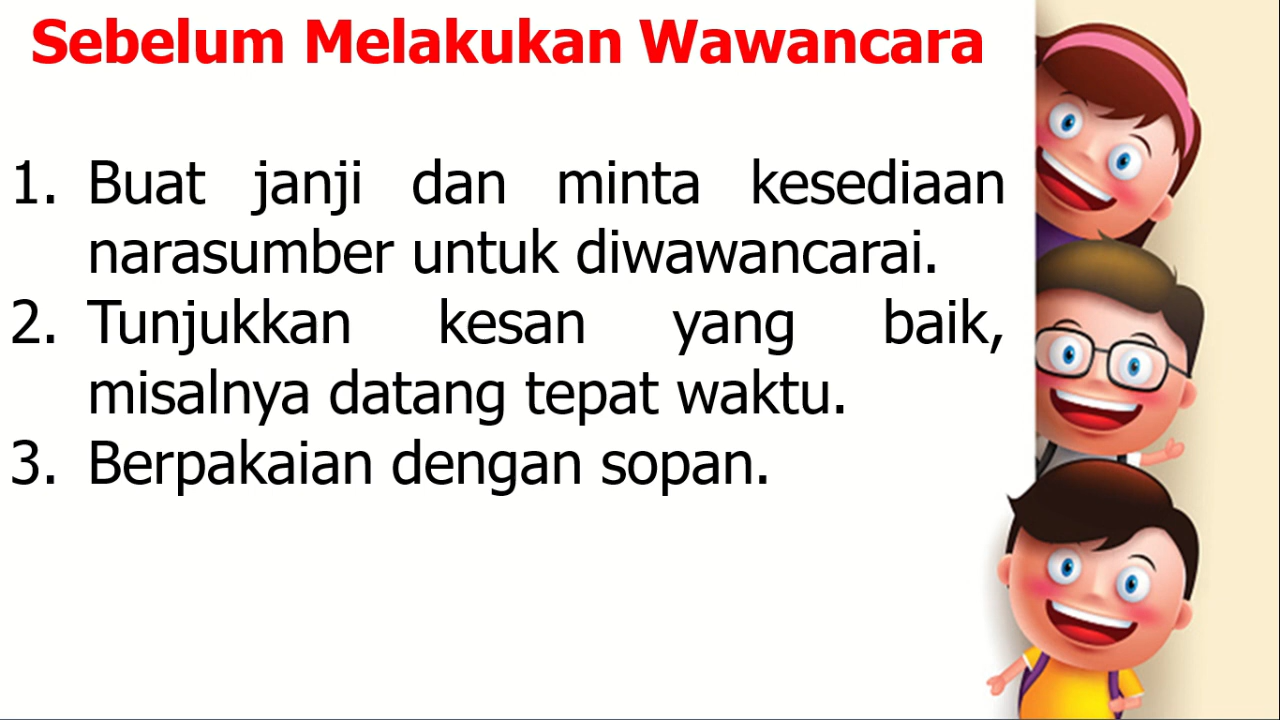 Sebelum Melakukan Wawancara
1. Buat janji dan minta kesediaan
narasumber untuk diwawancarai.
2. Tunjukkan kesan yang baik,
misalnya datang tepat waktu.
3. Berpakaian dengan sopan.